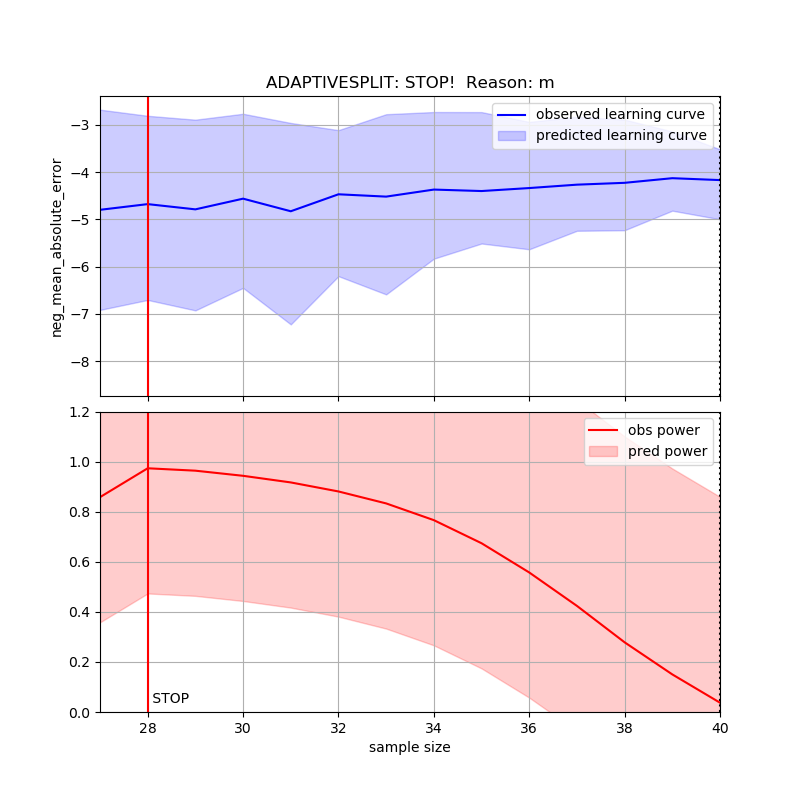 ADAPTIVESPLIT: STOP!  Reason: m
observed learning curve
predicted learning curve
−3
−4
−5
−6
−7
−8
neg_mean_absolute_error
obs power
pred power
1.2
1.0
0.8
0.6
0.4
0.2
0.0
STOP
28 30 32 34 36 38 40
sample size